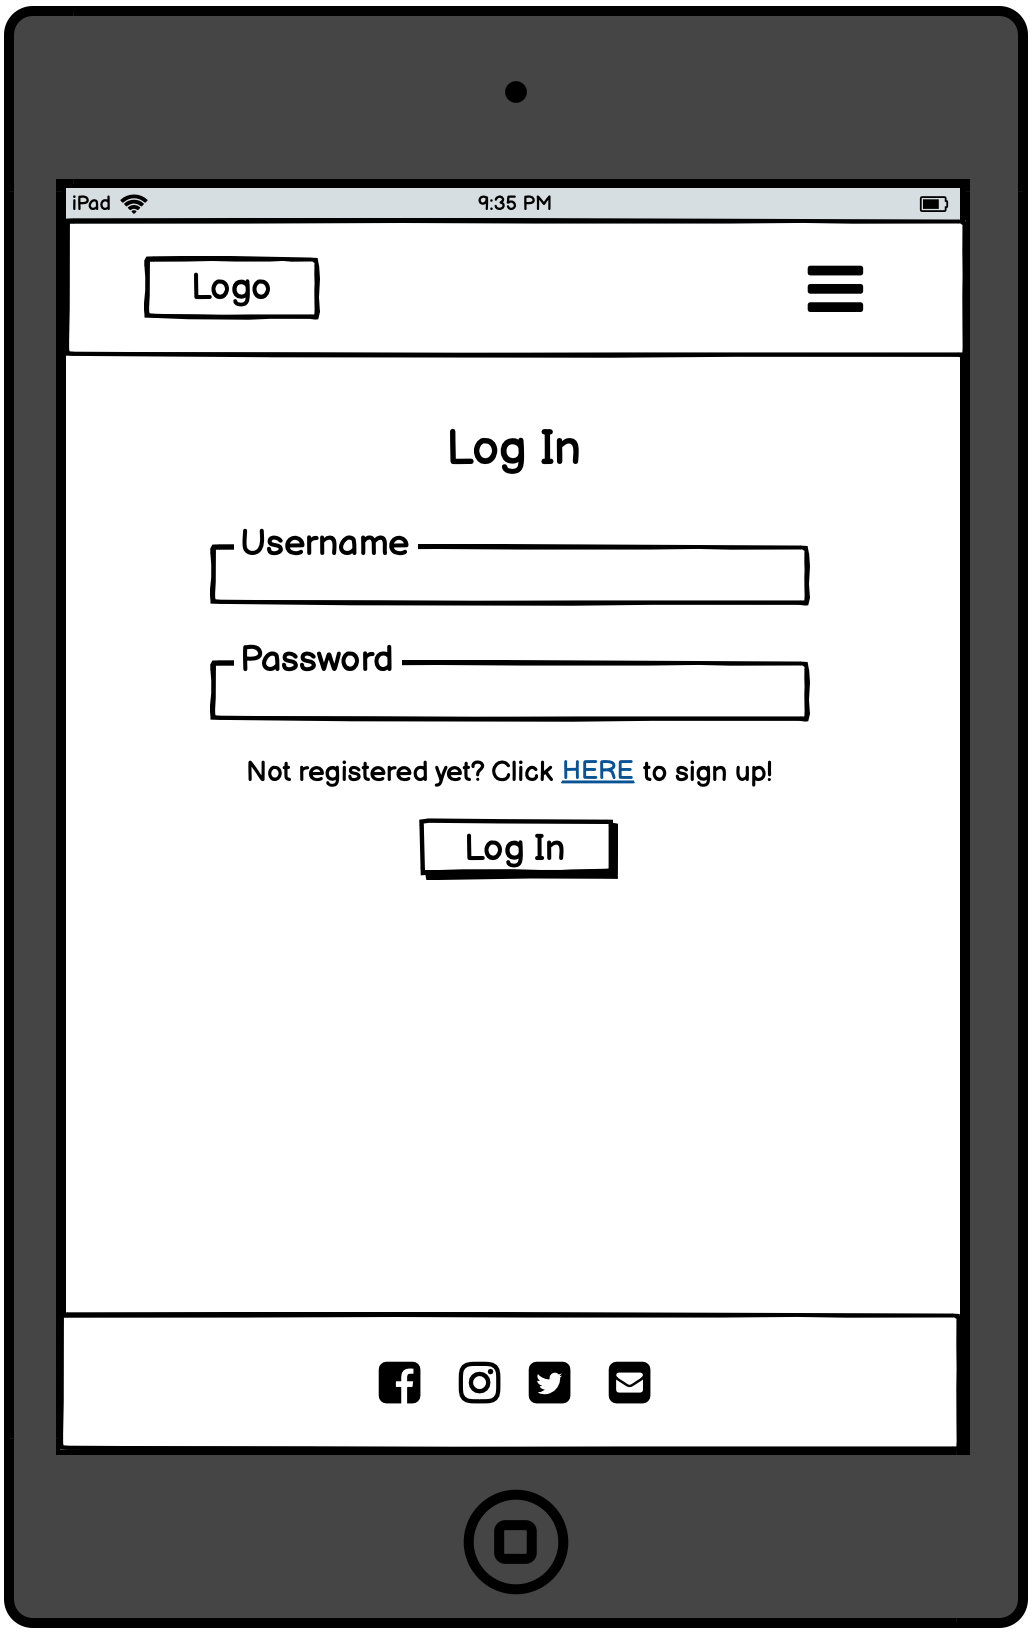 iPad 9:35 PM
Logo
Log In
Username
Password
Not registered yet? Click HERE to sign up!
Log In